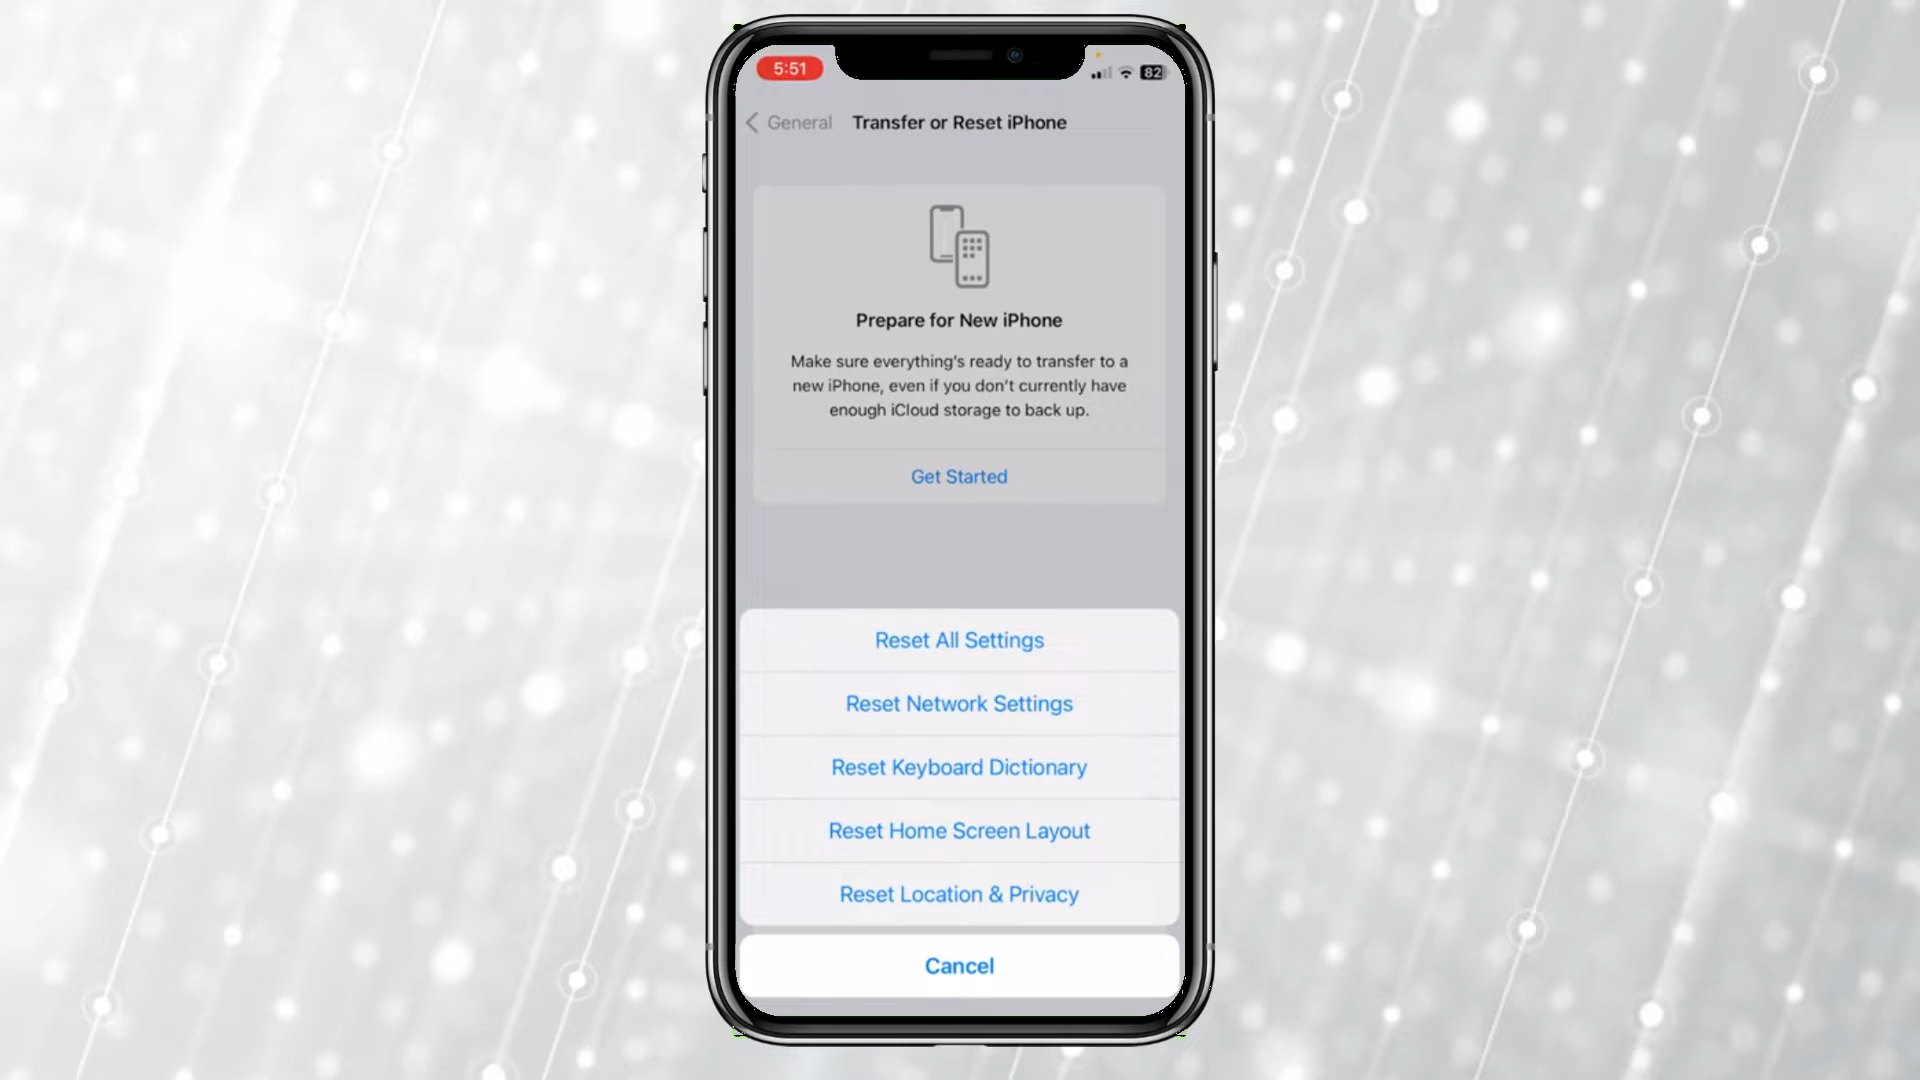 5:51
82
General
Transfer or Reset iPhone
Prepare for New iPhone
Make sure everything's ready to transfer to a
new iPhone, even if you don't currently have
enough iCloud storage to back up.
Get Started
Reset All Settings
Reset Network Settings
Reset Keyboard Dictionary
Reset Home Screen Layout
Reset Location & Privacy
Cancel